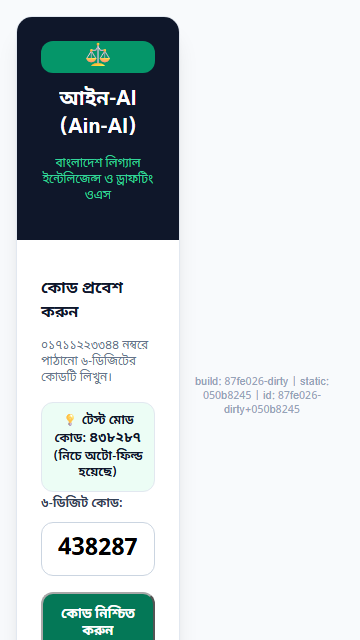 আইন-AI
(Ain-AI)
বাংলাদেশ লিগ্যাল
ইন্টেলিজেন্স ও ড্রাফটিং
ওএস
কোড প্রবেশ
করুন
০১৭১১২২৩৩৪৪ নম্বরে
পাঠানো ৬-ডিজিটের
কোডটি লিখুন।
💡 টেস্ট মোড
কোড: ৪৩৮২৮৭
(নিচে অটো-ফিল্ড
হয়েছে)
৬-ডিজিট কোড:
438287
কোড নিশ্চিত
করুন
build: 87fe026-dirty | static:
050b8245 | id: 87fe026-
dirty+050b8245